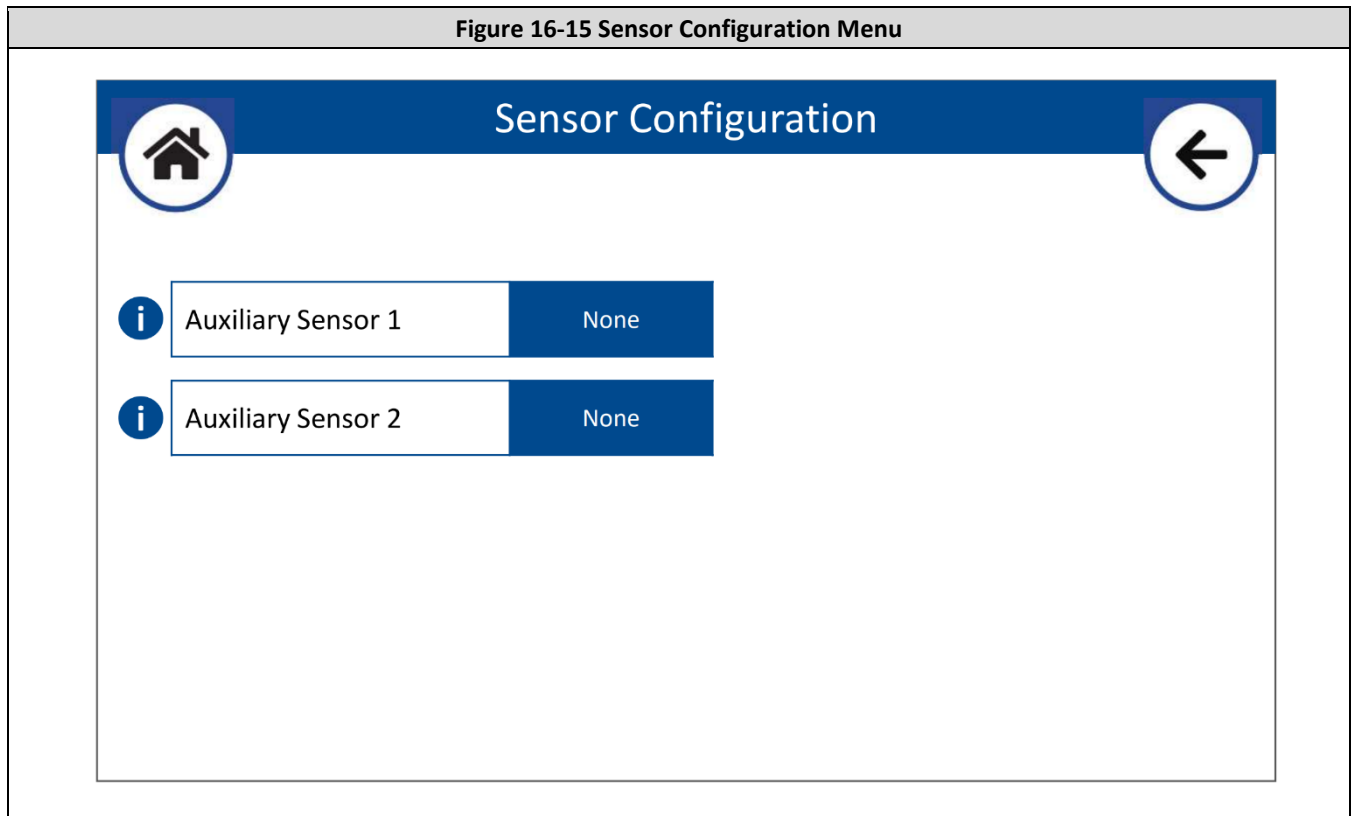 Figure 16-15 Sensor Configuration Menu
Sensor Configuration
i Auxiliary Sensor 1 None
i Auxiliary Sensor 2 None